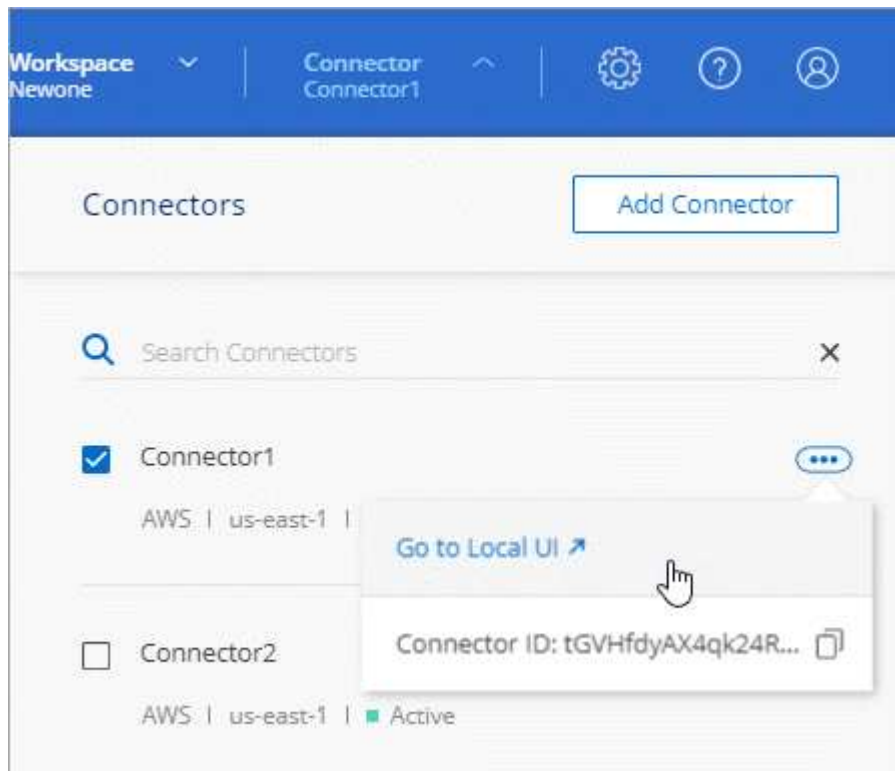 Workspace
Newone
Connector
Connector1
Connectors
Add Connector
Search Connectors
Connector1
AWS | us-east-1 |
Go to Local UI
Connector ID: tGVHfdyAX4qk24R...
Connector2
AWS | us-east-1 | Active